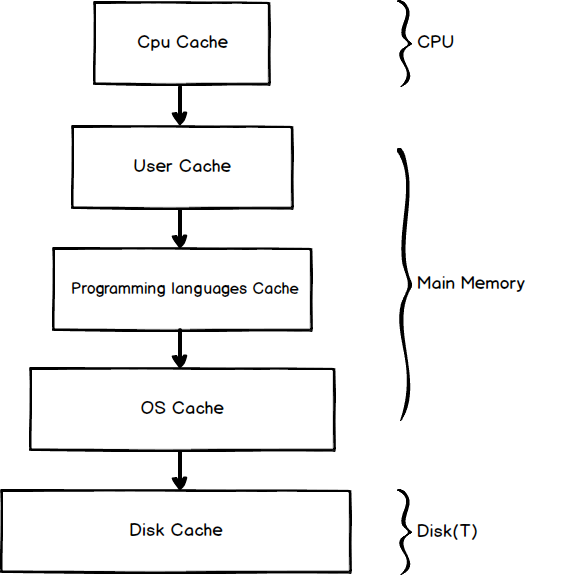 Cpu Cache
CPU
User Cache
Programming languages Cache
Main Memory
OS Cache
Disk Cache
Disk(T)